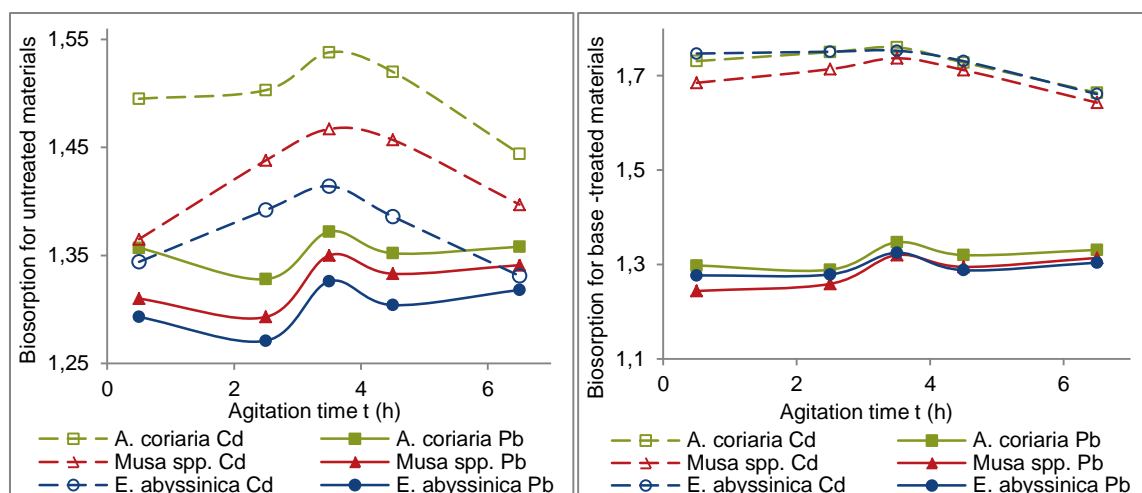 Biosorption for untreated materials
1,55
1,45
1,35
1,25
0 2 4 6
Agitation time t (h)
A. coriaria Cd A. coriaria Pb
Musa spp. Cd Musa spp. Pb
E. abyssinica Cd E. abyssinica Pb
Biosorption for base -treated materials
1,7
1,5
1,3
1,1
0 2 4 6
Agitation time t (h)
A. coriaria Cd A. coriaria Pb
Musa spp. Cd Musa spp. Pb
E. abyssinica Cd E. abyssinica Pb